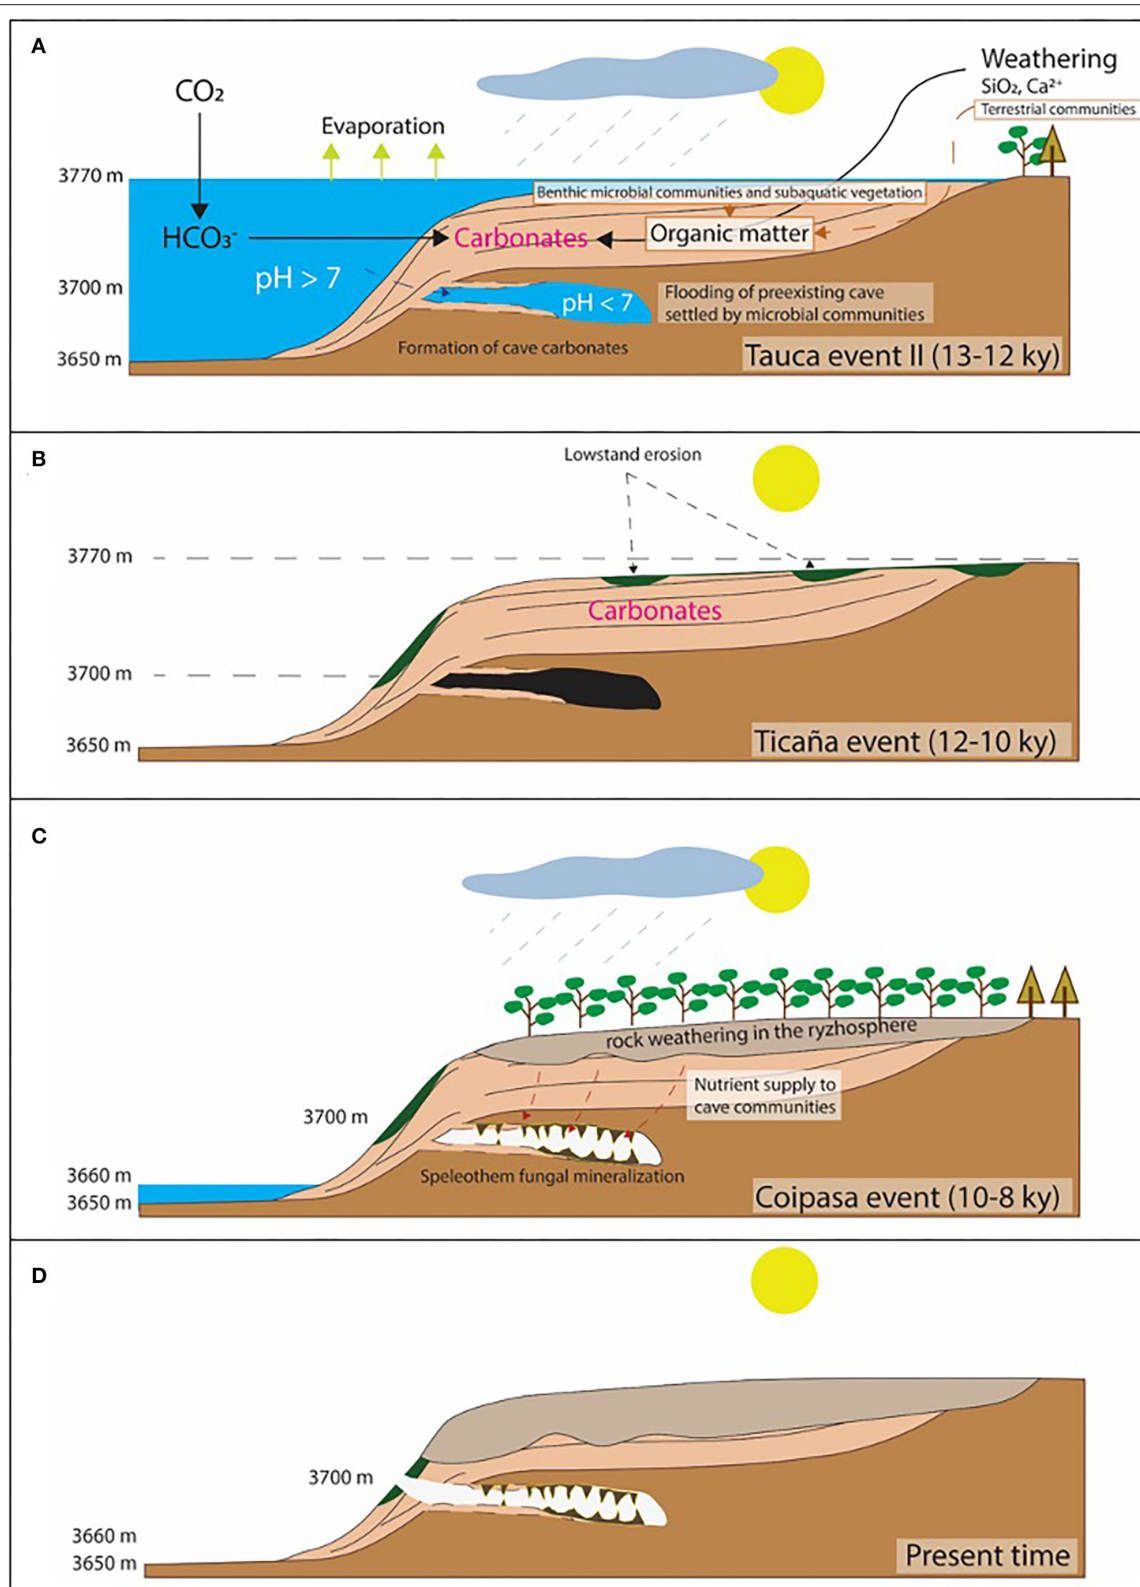 A
CO₂
Evaporation
Weathering
SiO₂, Ca²⁺
Terrestrial communities
3770 m
Benthic microbial communities and subaquatic vegetation
HCO₃⁻
Carbonates
Organic matter
pH > 7
3700 m
pH < 7
Flooding of preexisting cave
settled by microbial communities
Formation of cave carbonates
3650 m
Tauca event II (13-12 ky)
B
Lowstand erosion
3770 m
Carbonates
3700 m
3650 m
Ticaña event (12-10 ky)
C
rock weathering in the ryzhosphere
Nutrient supply to
cave communities
3700 m
Speleothem fungal mineralization
3660 m
3650 m
Coipasa event (10-8 ky)
D
3700 m
3660 m
3650 m
Present time